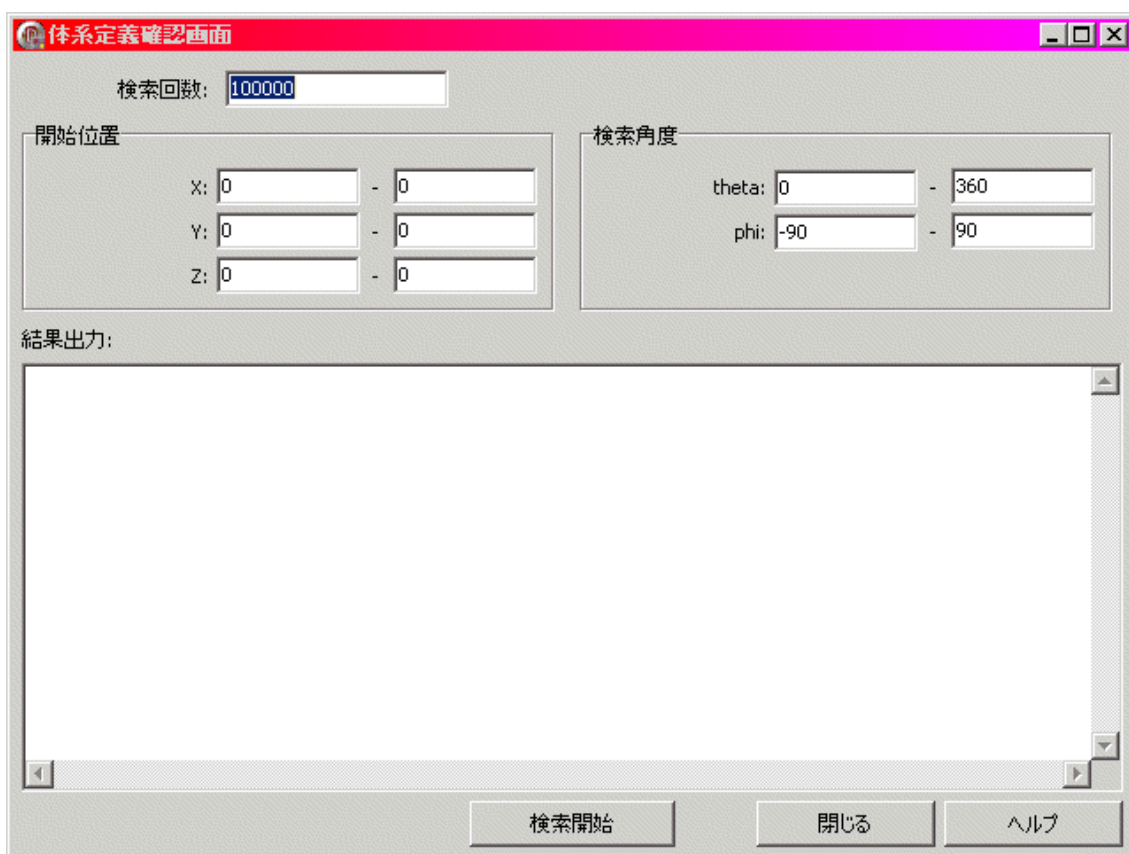 体系定義確認画面
検索回数: 100000
開始位置
X: 0 - 0
Y: 0 - 0
Z: 0 - 0
検索角度
theta: 0 - 360
phi: -90 - 90
結果出力:
検索開始 閉じる ヘルプ